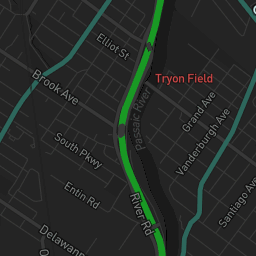 Elliot St
Tryon Field
Brook Ave
Passaic River
Grand Ave
South Pkwy
Vanderburgh Ave
Entin Rd
River Rd
Santiago Ave
Delawann